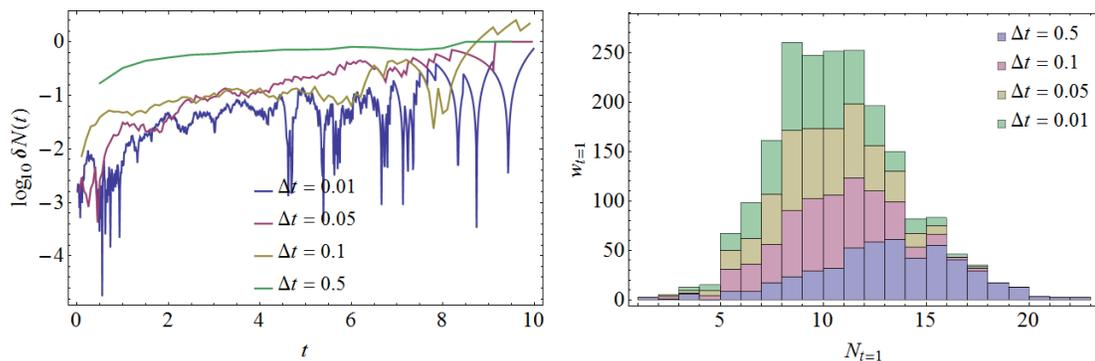 log₁₀ δN(t)
0
−1
−2
−3
−4
Δt = 0.01
Δt = 0.05
Δt = 0.1
Δt = 0.5
0 2 4 6 8 10
t
w_{t=1}
250
200
150
100
50
0
Δt = 0.5
Δt = 0.1
Δt = 0.05
Δt = 0.01
5 10 15 20
N_{t=1}